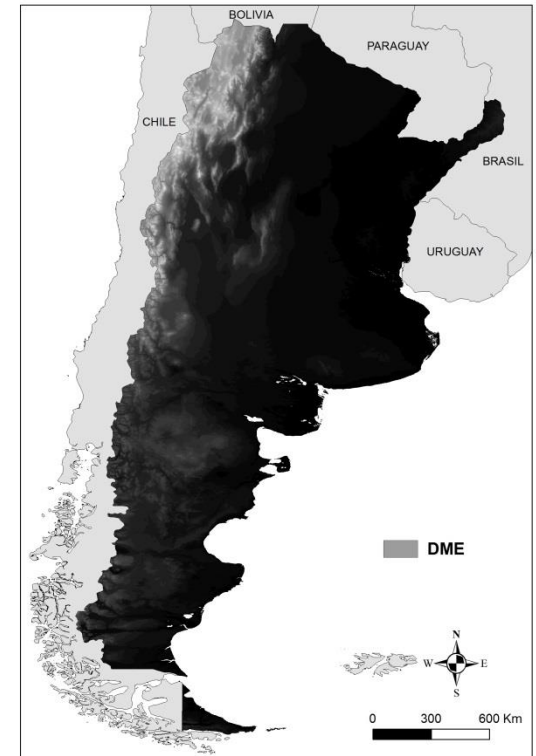 BOLIVIA
PARAGUAY
CHILE
BRASIL
URUGUAY
DME
N
W E
S
0 300 600 Km